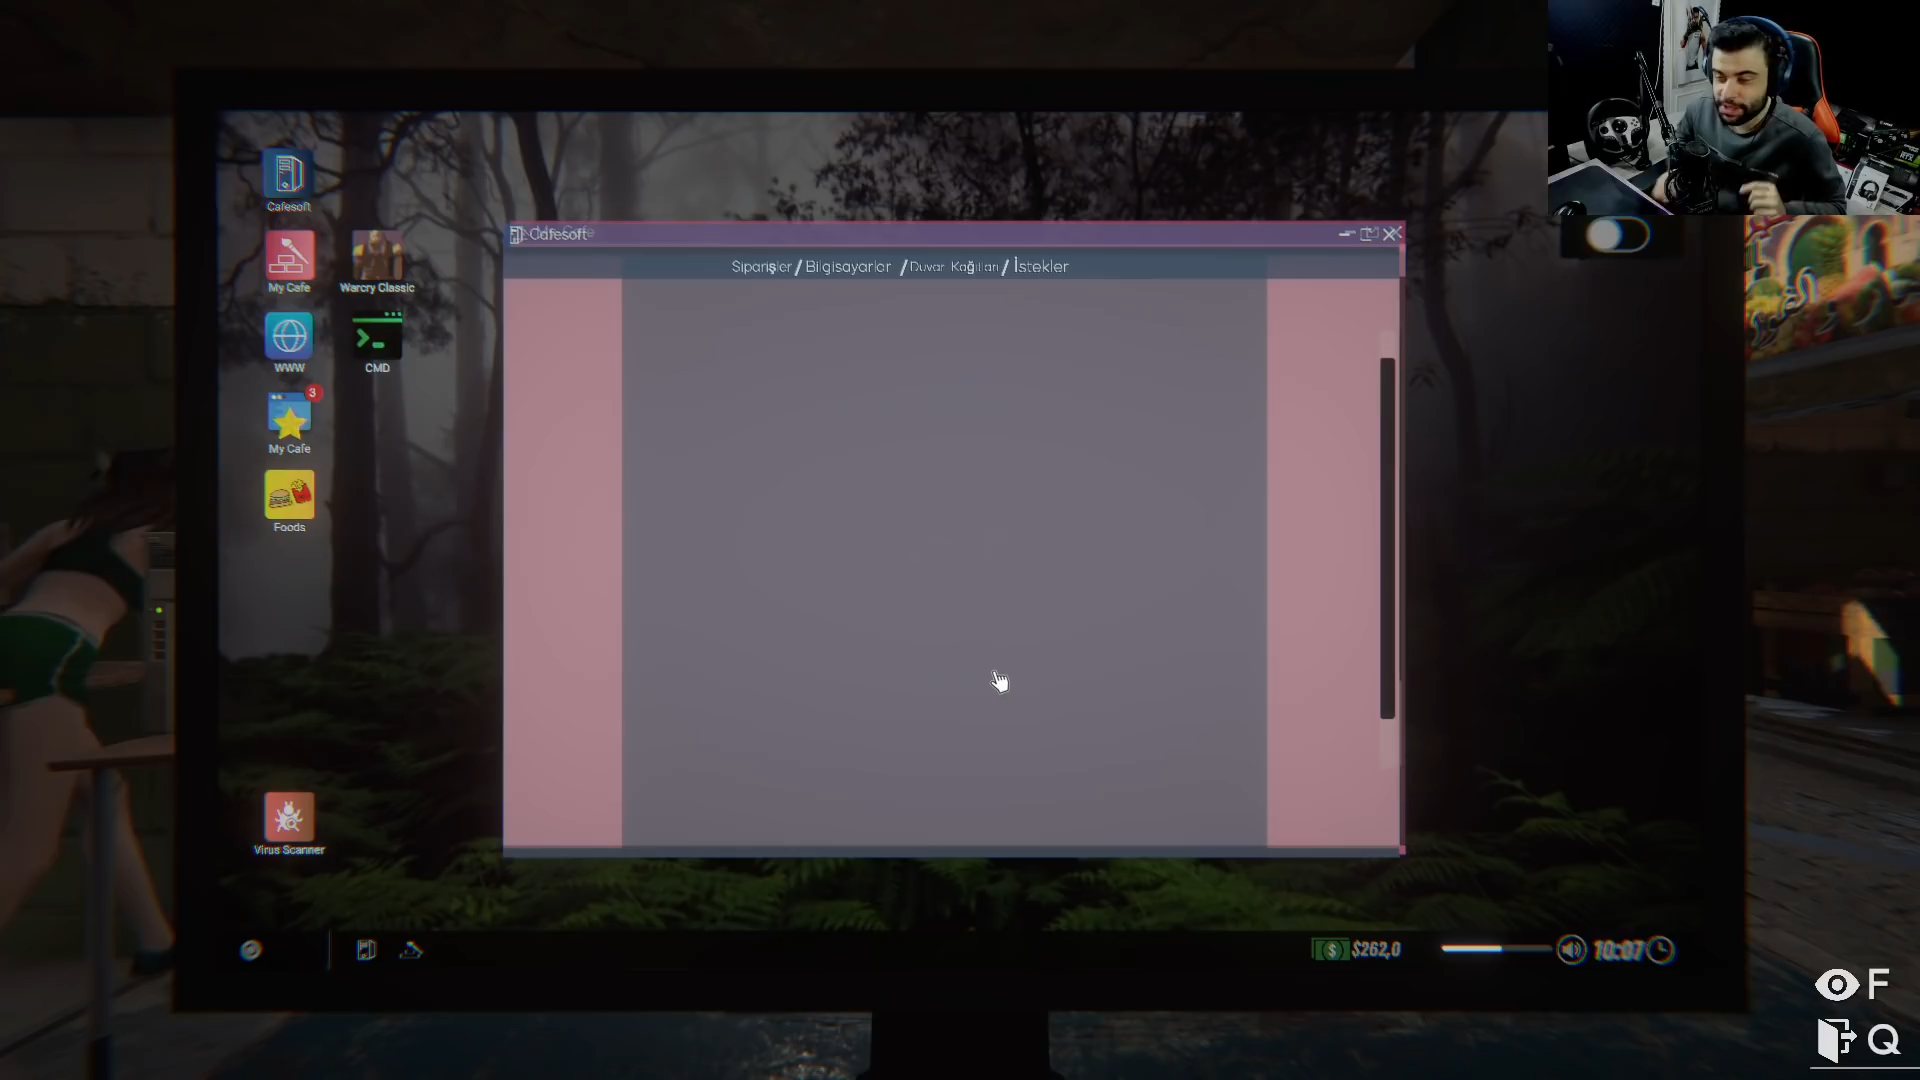 Cafesoft
Siparişler / Bilgisayarlar / Duvar Kağıtları / İstekler
Cafesoft
My Cafe
Warcry Classic
WWW
CMD
3
My Cafe
Foods
Virus Scanner
$262,0
10:07
F
Q